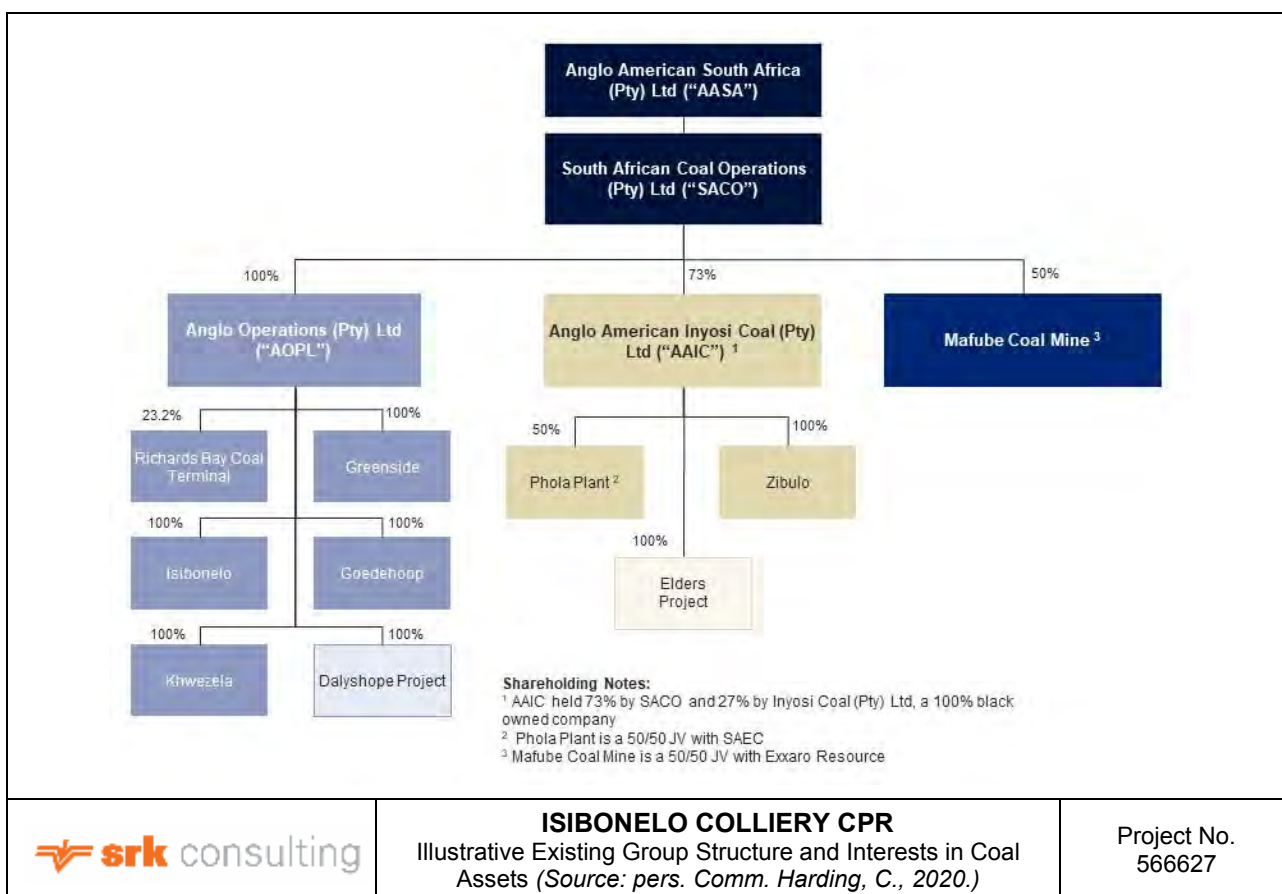 Anglo American South Africa
(Pty) Ltd (“AASA”)
South African Coal Operations
(Pty) Ltd (“SACO”)
100%
73%
50%
Anglo Operations (Pty) Ltd
(“AOPL”)
Anglo American Inyosi Coal (Pty)
Ltd (“AAIC”) 1
Mafube Coal Mine 3
23.2%
100%
Richards Bay Coal
Terminal
Greenside
50%
100%
Phola Plant 2
Zibulo
100%
100%
Isibonelo
Goedehoop
100%
Elders
Project
100%
100%
Khwezela
Dalyshope Project
Shareholding Notes:
1 AAIC held 73% by SACO and 27% by Inyosi Coal (Pty) Ltd, a 100% black
owned company
2 Phola Plant is a 50/50 JV with SAEC
3 Mafube Coal Mine is a 50/50 JV with Exxaro Resource
srk consulting
ISIBONELO COLLIERY CPR
Illustrative Existing Group Structure and Interests in Coal
Assets (Source: pers. Comm. Harding, C., 2020.)
Project No.
566627